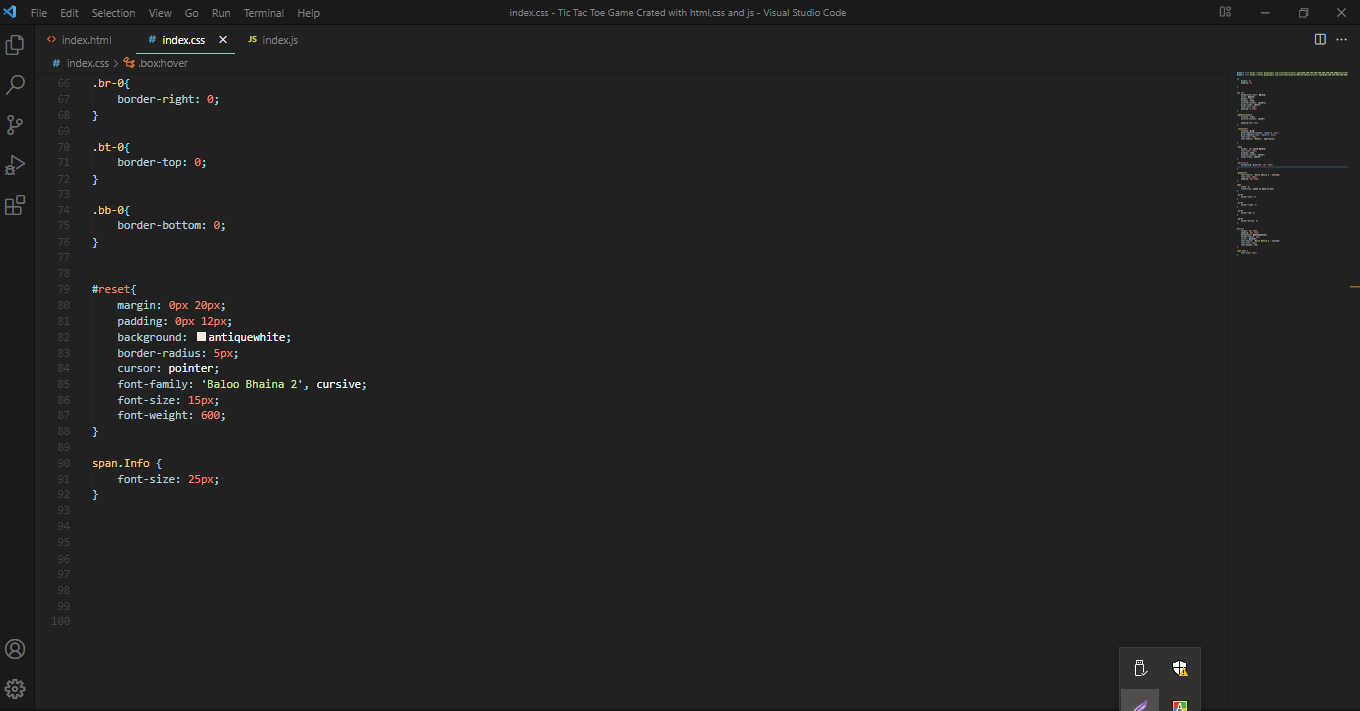 File Edit Selection View Go Run Terminal Help
index.css - Tic Tac Toe Game Crated with html,css and js - Visual Studio Code
<> index.html # index.css × JS index.js
# index.css > .box:hover
66 .br-0{
67 border-right: 0;
68 }
69
70 .bt-0{
71 border-top: 0;
72 }
73
74 .bb-0{
75 border-bottom: 0;
76 }
77
78
79 #reset{
80 margin: 0px 20px;
81 padding: 0px 12px;
82 background: antiquewhite;
83 border-radius: 5px;
84 cursor: pointer;
85 font-family: 'Baloo Bhaina 2', cursive;
86 font-size: 15px;
87 font-weight: 600;
88 }
89
90 span.Info {
91 font-size: 25px;
92 }
93
94
95
96
97
98
99
100
A